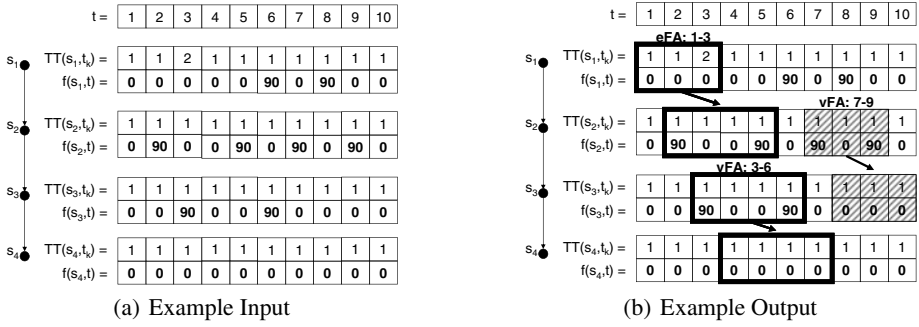 t = 1 2 3 4 5 6 7 8 9 10
s1 TT(s1,tk) = 1 1 2 1 1 1 1 1 1 1
f(s1,t) = 0 0 0 0 0 90 0 90 0 0
s2 TT(s2,tk) = 1 1 1 1 1 1 1 1 1 1
f(s2,t) = 0 90 0 0 90 0 90 0 90 0
s3 TT(s3,tk) = 1 1 1 1 1 1 1 1 1 1
f(s3,t) = 0 0 90 0 0 90 0 0 0 0
s4 TT(s4,tk) = 1 1 1 1 1 1 1 1 1 1
f(s4,t) = 0 0 0 0 0 0 0 0 0 0
(a) Example Input
t = 1 2 3 4 5 6 7 8 9 10
eFA: 1-3
s1 TT(s1,tk) = 1 1 2 1 1 1 1 1 1 1
f(s1,t) = 0 0 0 0 0 90 0 90 0 0
vFA: 7-9
s2 TT(s2,tk) = 1 1 1 1 1 1 1 1 1 1
f(s2,t) = 0 90 0 0 90 0 90 0 90 0
vFA: 3-6
s3 TT(s3,tk) = 1 1 1 1 1 1 1 1 1 1
f(s3,t) = 0 0 90 0 0 90 0 0 0 0
s4 TT(s4,tk) = 1 1 1 1 1 1 1 1 1 1
f(s4,t) = 0 0 0 0 0 0 0 0 0 0
(b) Example Output